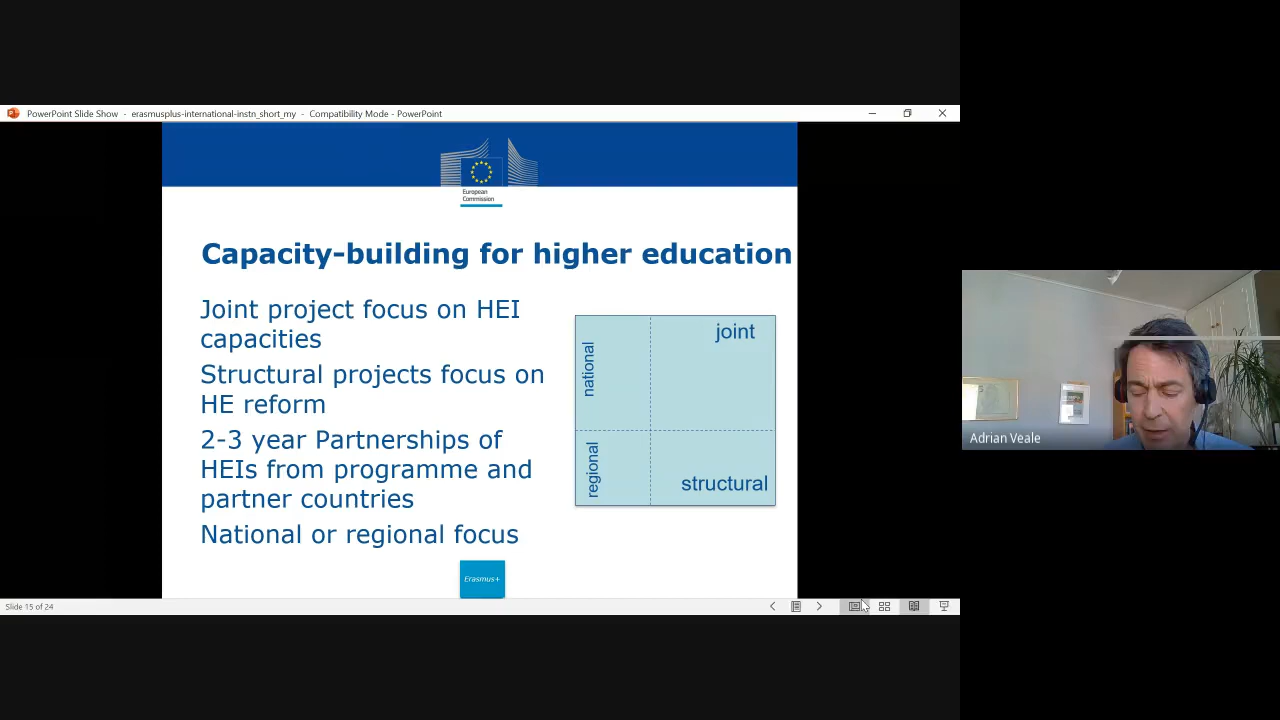 PowerPoint Slide Show - erasmusplus-international-instn_short_my - Compatibility Mode - PowerPoint
European
Commission
Capacity-building for higher education
Joint project focus on HEI
capacities
Structural projects focus on
HE reform
2-3 year Partnerships of
HEIs from programme and
partner countries
National or regional focus
joint
national
regional
structural
Erasmus+
Slide 15 of 24
Adrian Veale